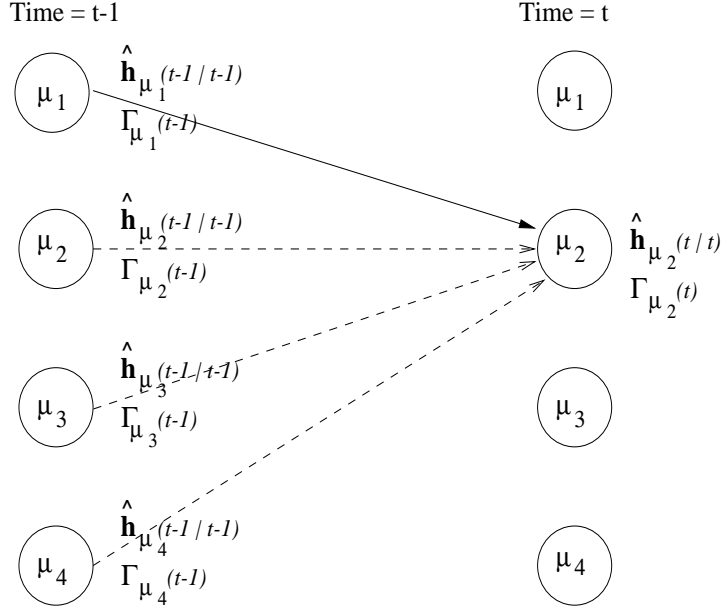 Time = t-1
Time = t
μ1
ĥμ1(t-1 / t-1)
Γμ1(t-1)
μ1
μ2
ĥμ2(t-1 / t-1)
Γμ2(t-1)
μ2
ĥμ2(t / t)
Γμ2(t)
μ3
ĥμ3(t-1 / t-1)
Γμ3(t-1)
μ3
μ4
ĥμ4(t-1 / t-1)
Γμ4(t-1)
μ4